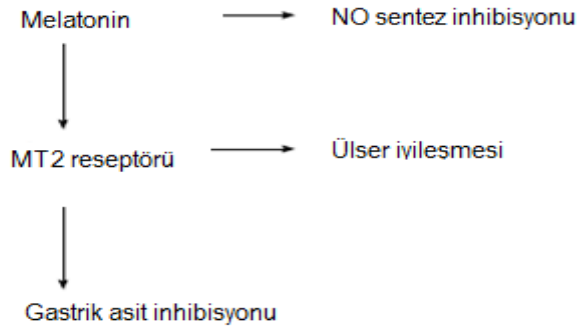 Melatonin
NO sentez inhibisyonu
MT2 reseptörü
Ülser iyileşmesi
Gastrik asit inhibisyonu